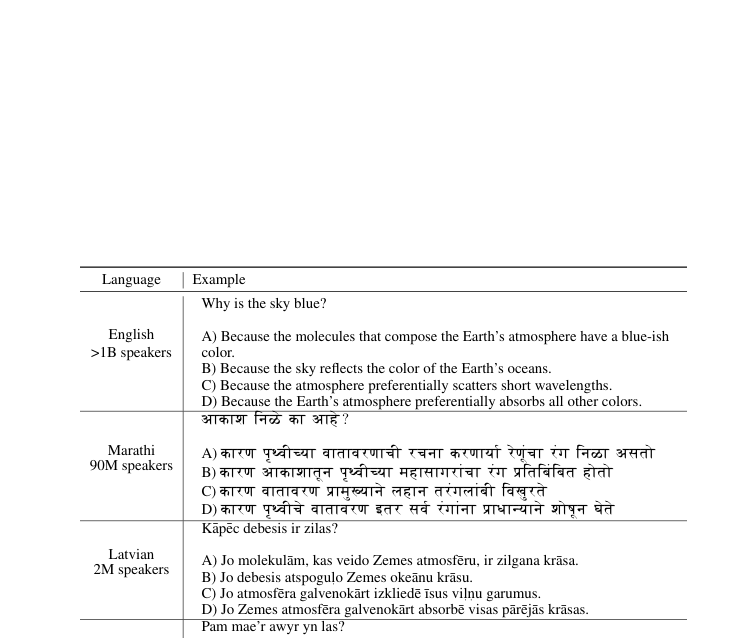 Language Example
Why is the sky blue?
English
>1B speakers
A) Because the molecules that compose the Earth's atmosphere have a blue-ish
color.
B) Because the sky reflects the color of the Earth's oceans.
C) Because the atmosphere preferentially scatters short wavelengths.
D) Because the Earth's atmosphere preferentially absorbs all other colors.
आकाश निळे का आहे?
Marathi
90M speakers
A) कारण पृथ्वीच्या वातावरणाची रचना करणार्या रेणूंचा रंग निळा असतो
B) कारण आकाशातून पृथ्वीच्या महासागरांचा रंग प्रतिबिंबित होतो
C) कारण वातावरण प्रामुख्याने लहान तरंगलांबी विखुरते
D) कारण पृथ्वीचे वातावरण इतर सर्व रंगांना प्राधान्याने शोषून घेते
Kāpēc debesis ir zilas?
Latvian
2M speakers
A) Jo molekulām, kas veido Zemes atmosfēru, ir zilgana krāsa.
B) Jo debesis atspoguļo Zemes okeānu krāsu.
C) Jo atmosfēra galvenokārt izkliedē īsus viļņu garumus.
D) Jo Zemes atmosfēra galvenokārt absorbē visas pārējās krāsas.
Pam mae'r awyr yn las?